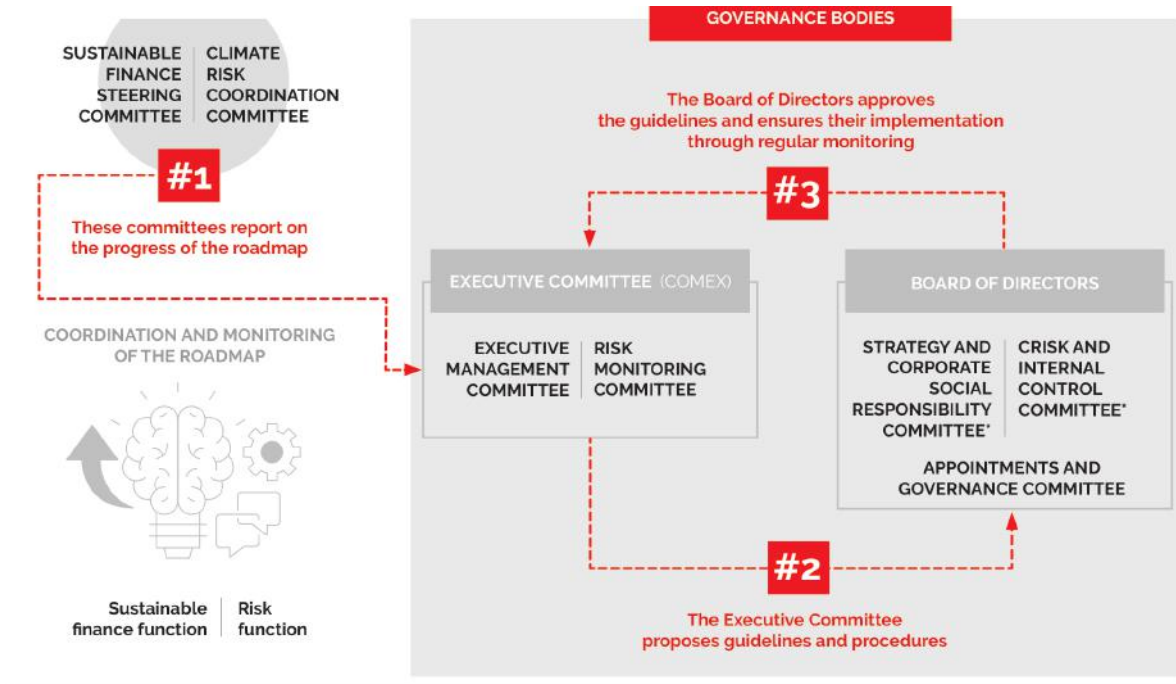 GOVERNANCE BODIES
SUSTAINABLE FINANCE STEERING COMMITTEE
CLIMATE RISK COORDINATION COMMITTEE
#1
These committees report on
the progress of the roadmap
COORDINATION AND MONITORING
OF THE ROADMAP
Sustainable
finance function
Risk
function
The Board of Directors approves
the guidelines and ensures their implementation
through regular monitoring
#3
EXECUTIVE COMMITTEE (COMEX)
EXECUTIVE
MANAGEMENT
COMMITTEE
RISK
MONITORING
COMMITTEE
BOARD OF DIRECTORS
STRATEGY AND
CORPORATE
SOCIAL
RESPONSIBILITY
COMMITTEE*
CRISK AND
INTERNAL
CONTROL
COMMITTEE*
APPOINTMENTS AND
GOVERNANCE COMMITTEE
#2
The Executive Committee
proposes guidelines and procedures